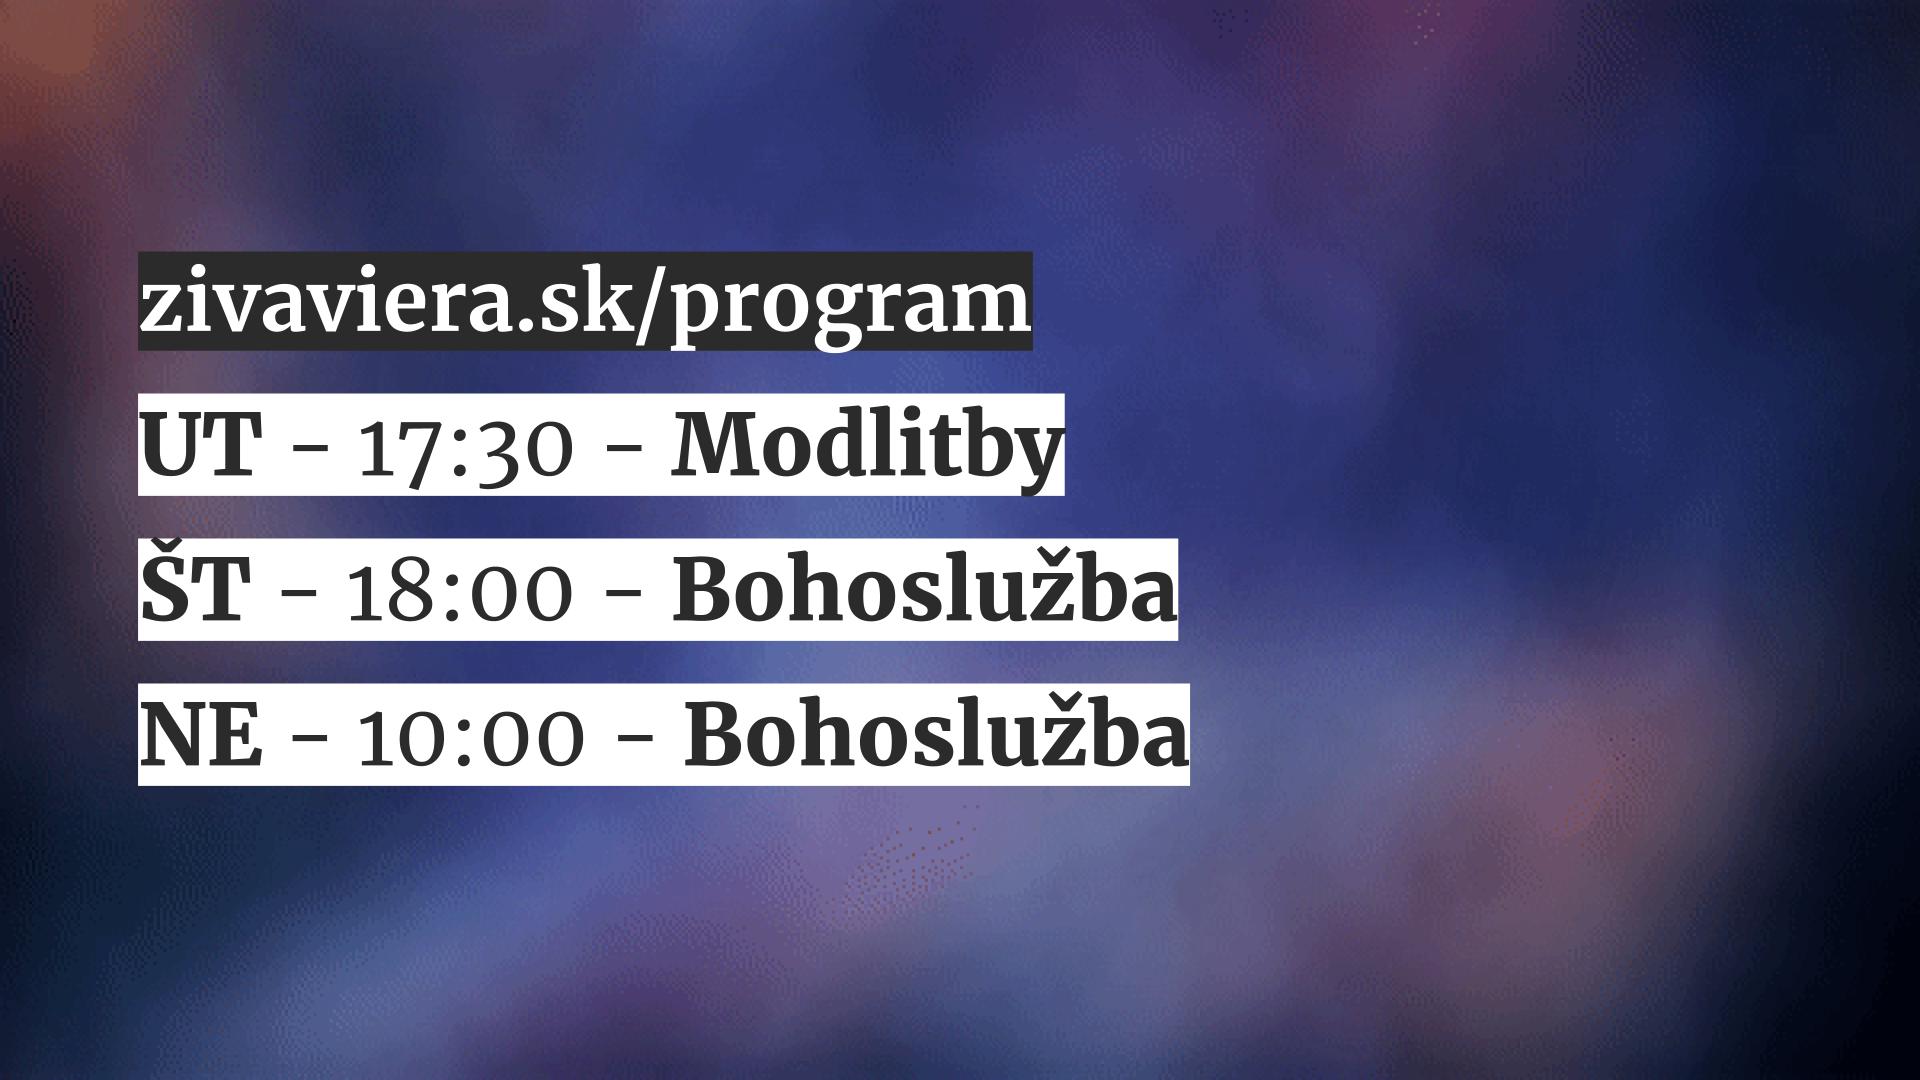 zivaviera.sk/program
UT - 17:30 - Modlitby
ŠT - 18:00 - Bohoslužba
NE - 10:00 - Bohoslužba